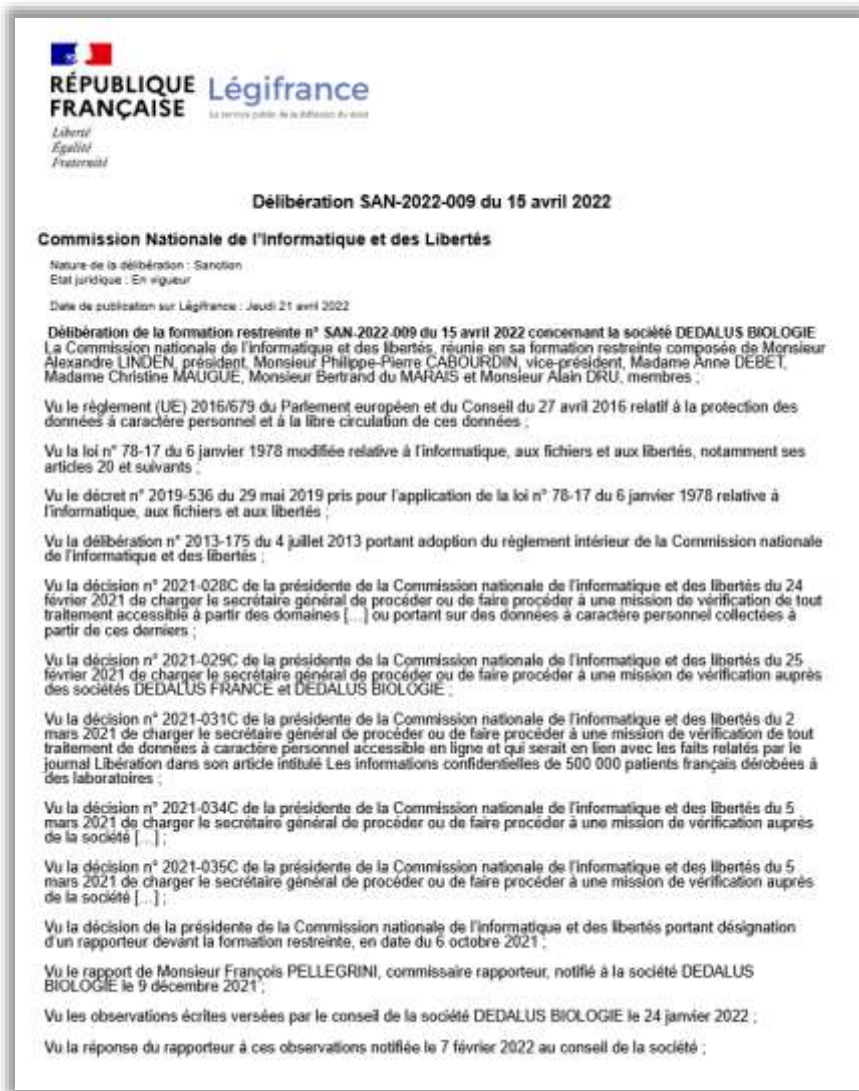 RÉPUBLIQUE
FRANÇAISE
Liberté
Égalité
Fraternité
Légifrance
Le service public de la diffusion du droit
Délibération SAN-2022-009 du 15 avril 2022
Commission Nationale de l'Informatique et des Libertés
Nature de la délibération : Sanction
Etat juridique : En vigueur
Date de publication sur Légifrance : Jeudi 21 avril 2022
Délibération de la formation restreinte n° SAN-2022-009 du 15 avril 2022 concernant la société DEDALUS BIOLOGIE
La Commission nationale de l'informatique et des libertés, réunie en sa formation restreinte composée de Monsieur
Alexandre LINDEN, président, Monsieur Philippe-Pierre CABOURDIN, vice-président, Madame Anne DEBET,
Madame Christine MAUGUE, Monsieur Bertrand du MARAIS et Monsieur Alain DRU, membres ;
Vu le règlement (UE) 2016/679 du Parlement européen et du Conseil du 27 avril 2016 relatif à la protection des
données à caractère personnel et à la libre circulation de ces données ;
Vu la loi n° 78-17 du 6 janvier 1978 modifiée relative à l'informatique, aux fichiers et aux libertés, notamment ses
articles 20 et suivants ;
Vu le décret n° 2019-536 du 29 mai 2019 pris pour l'application de la loi n° 78-17 du 6 janvier 1978 relative à
l'informatique, aux fichiers et aux libertés ;
Vu la délibération n° 2013-175 du 4 juillet 2013 portant adoption du règlement intérieur de la Commission nationale
de l'informatique et des libertés ;
Vu la décision n° 2021-028C de la présidente de la Commission nationale de l'informatique et des libertés du 24
février 2021 de charger le secrétaire général de procéder ou de faire procéder à une mission de vérification de tout
traitement accessible à partir des domaines [...] ou portant sur des données à caractère personnel collectées à
partir de ces derniers ;
Vu la décision n° 2021-029C de la présidente de la Commission nationale de l'informatique et des libertés du 25
février 2021 de charger le secrétaire général de procéder ou de faire procéder à une mission de vérification auprès
des sociétés DEDALUS FRANCE et DEDALUS BIOLOGIE ;
Vu la décision n° 2021-031C de la présidente de la Commission nationale de l'informatique et des libertés du 2
mars 2021 de charger le secrétaire général de procéder ou de faire procéder à une mission de vérification de tout
traitement de données à caractère personnel accessible en ligne et qui serait en lien avec les faits relatés par le
journal Libération dans son article intitulé Les informations confidentielles de 500 000 patients français dérobées à
des laboratoires ;
Vu la décision n° 2021-034C de la présidente de la Commission nationale de l'informatique et des libertés du 5
mars 2021 de charger le secrétaire général de procéder ou de faire procéder à une mission de vérification auprès
de la société [...] ;
Vu la décision n° 2021-035C de la présidente de la Commission nationale de l'informatique et des libertés du 5
mars 2021 de charger le secrétaire général de procéder ou de faire procéder à une mission de vérification auprès
de la société [...] ;
Vu la décision de la présidente de la Commission nationale de l'informatique et des libertés portant désignation
d'un rapporteur devant la formation restreinte, en date du 6 octobre 2021 ;
Vu le rapport de Monsieur François PELLEGRINI, commissaire rapporteur, notifié à la société DEDALUS
BIOLOGIE le 9 décembre 2021 ;
Vu les observations écrites versées par le conseil de la société DEDALUS BIOLOGIE le 24 janvier 2022 ;
Vu la réponse du rapporteur à ces observations notifiée le 7 février 2022 au conseil de la société ;